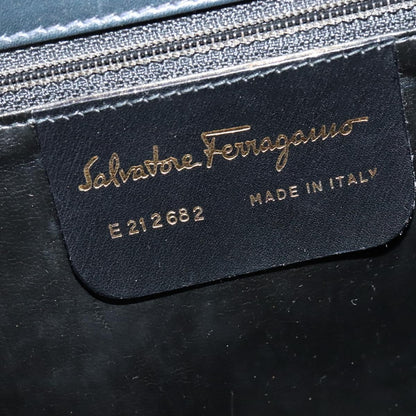 Salvatore Ferragamo
E212682 MADE IN ITALY